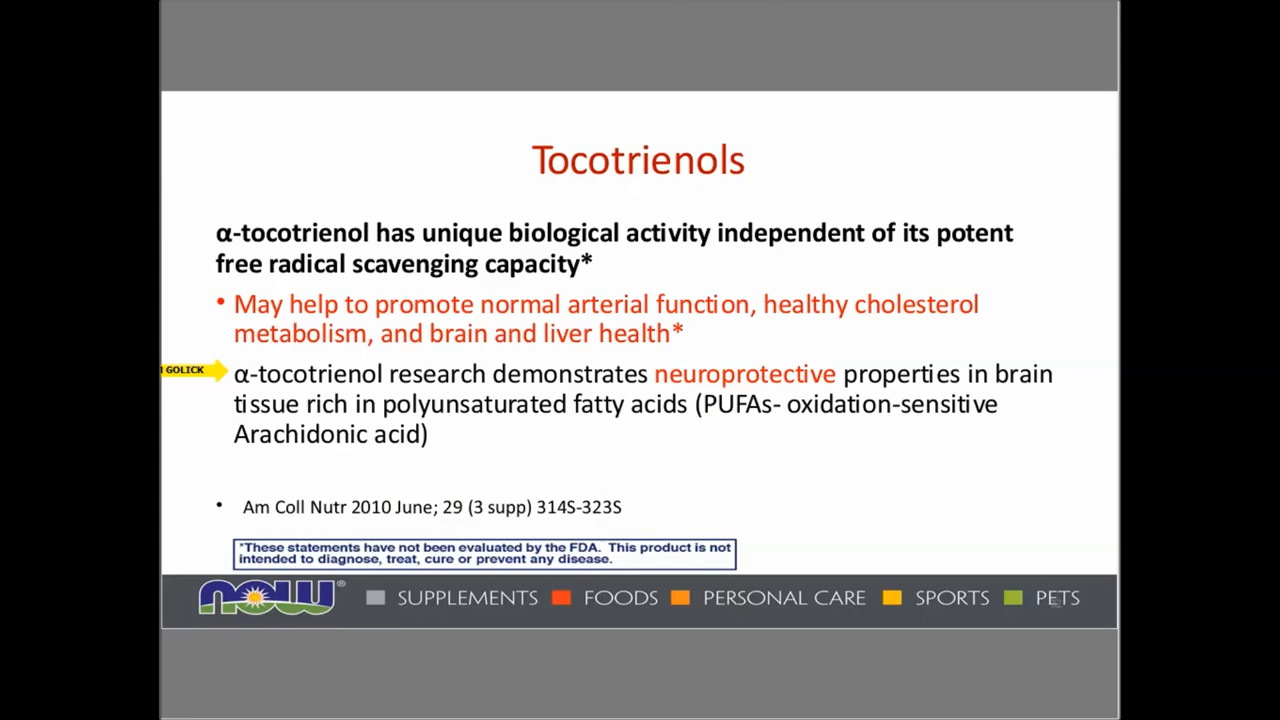 Tocotrienols
α-tocotrienol has unique biological activity independent of its potent
free radical scavenging capacity*
• May help to promote normal arterial function, healthy cholesterol
metabolism, and brain and liver health*
GOLICK
α-tocotrienol research demonstrates neuroprotective properties in brain
tissue rich in polyunsaturated fatty acids (PUFAs- oxidation-sensitive
Arachidonic acid)
• Am Coll Nutr 2010 June; 29 (3 supp) 314S-323S
*These statements have not been evaluated by the FDA. This product is not
intended to diagnose, treat, cure or prevent any disease.
NOW® SUPPLEMENTS FOODS PERSONAL CARE SPORTS PETS